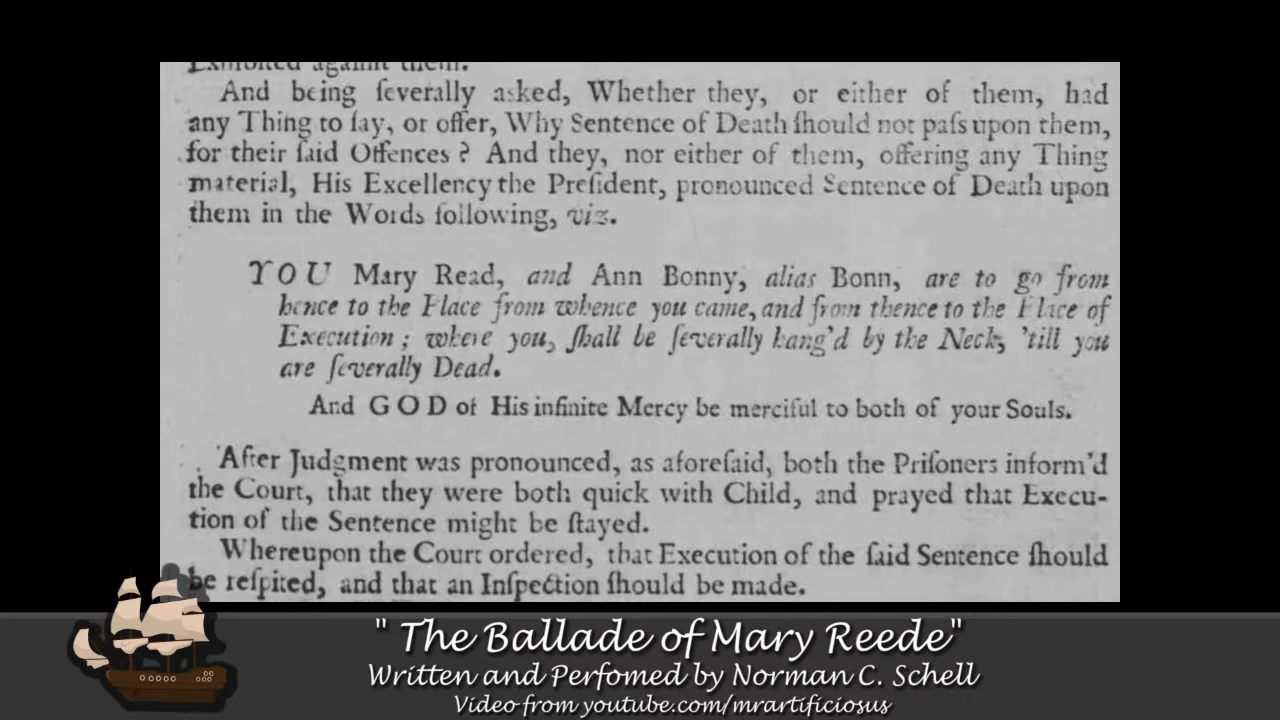 Exhibited against them.
And being ſeverally asked, Whether they, or either of them, had
any Thing to ſay, or offer, Why Sentence of Death ſhould not paſs upon them,
for their ſaid Offences ? And they, nor either of them, offering any Thing
material, His Excellency the Preſident, pronounced Sentence of Death upon
them in the Words following, viz.
YOU Mary Read, and Ann Bonny, alias Bonn, are to go from
hence to the Place from whence you came, and from thence to the Place of
Execution ; where you, ſhall be ſeverally hang'd by the Neck, 'till you
are ſeverally Dead.
And GOD of His infinite Mercy be merciful to both of your Souls.
After Judgment was pronounced, as aforeſaid, both the Priſoners inform'd
the Court, that they were both quick with Child, and prayed that Execu-
tion of the Sentence might be ſtayed.
Whereupon the Court ordered, that Execution of the ſaid Sentence ſhould
be reſpited, and that an Inſpection ſhould be made.
" The Ballade of Mary Reede"
Written and Perfomed by Norman C. Schell
Video from youtube.com/mrartificiosus